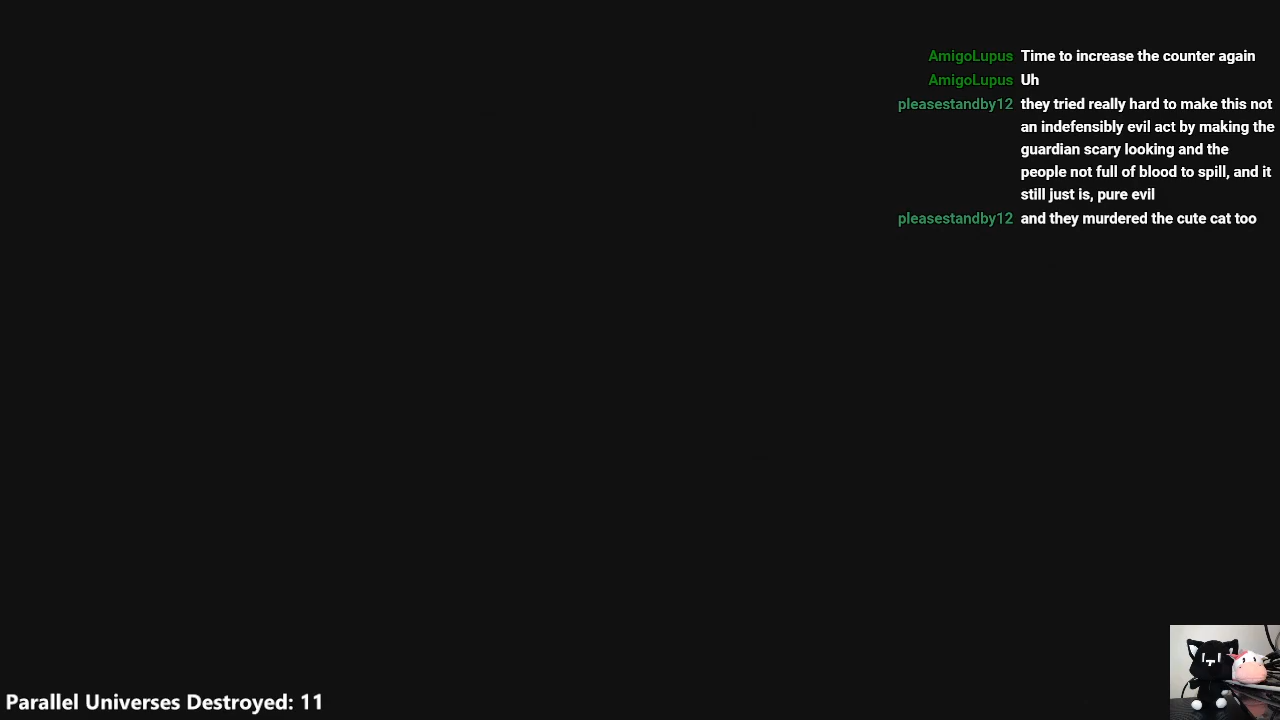 AmigoLupus Time to increase the counter again
AmigoLupus Uh
pleasestandby12 they tried really hard to make this not
an indefensibly evil act by making the
guardian scary looking and the
people not full of blood to spill, and it
still just is, pure evil
pleasestandby12 and they murdered the cute cat too
Parallel Universes Destroyed: 11